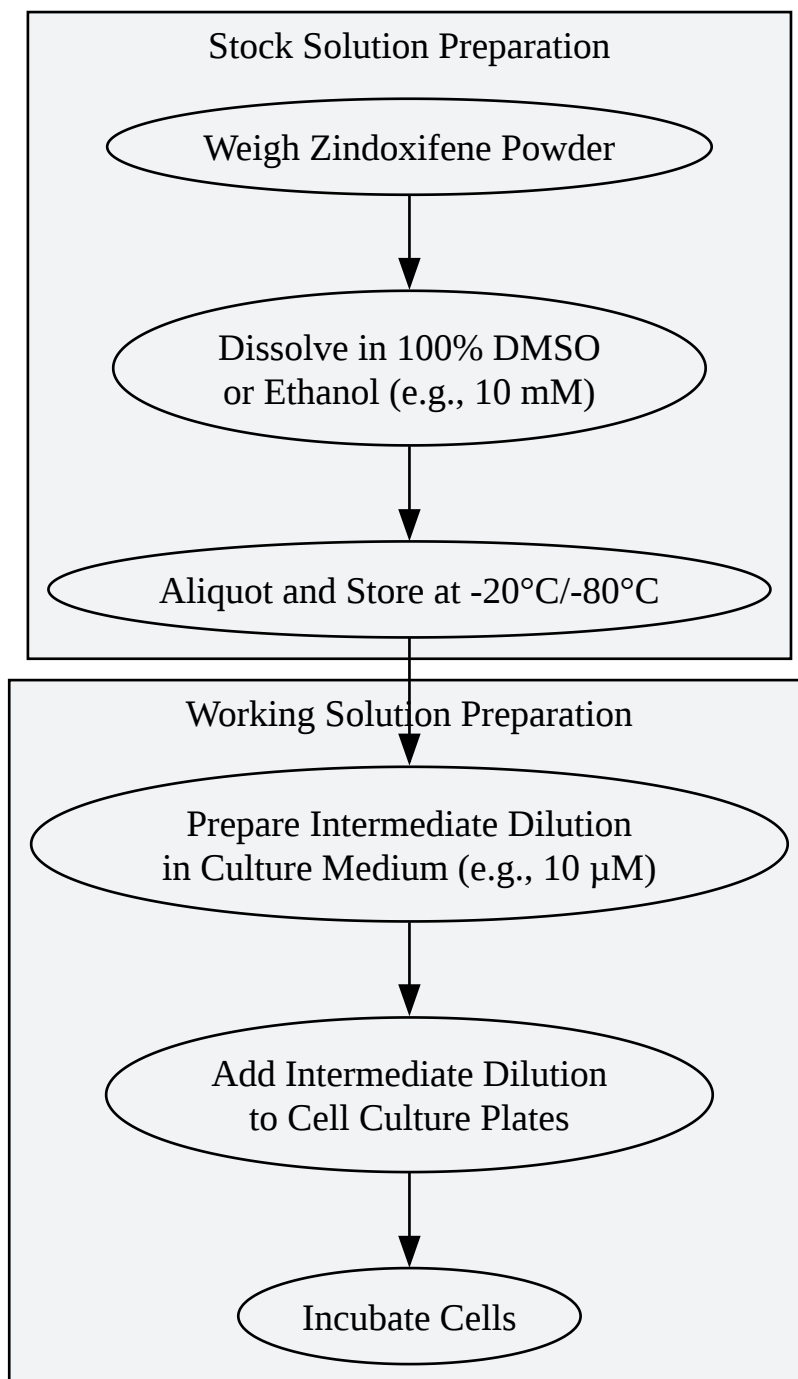 Stock Solution Preparation
Weigh Zindoxifene Powder
Dissolve in 100% DMSO
or Ethanol (e.g., 10 mM)
Aliquot and Store at -20°C/-80°C
Working Solution Preparation
Prepare Intermediate Dilution
in Culture Medium (e.g., 10 µM)
Add Intermediate Dilution
to Cell Culture Plates
Incubate Cells